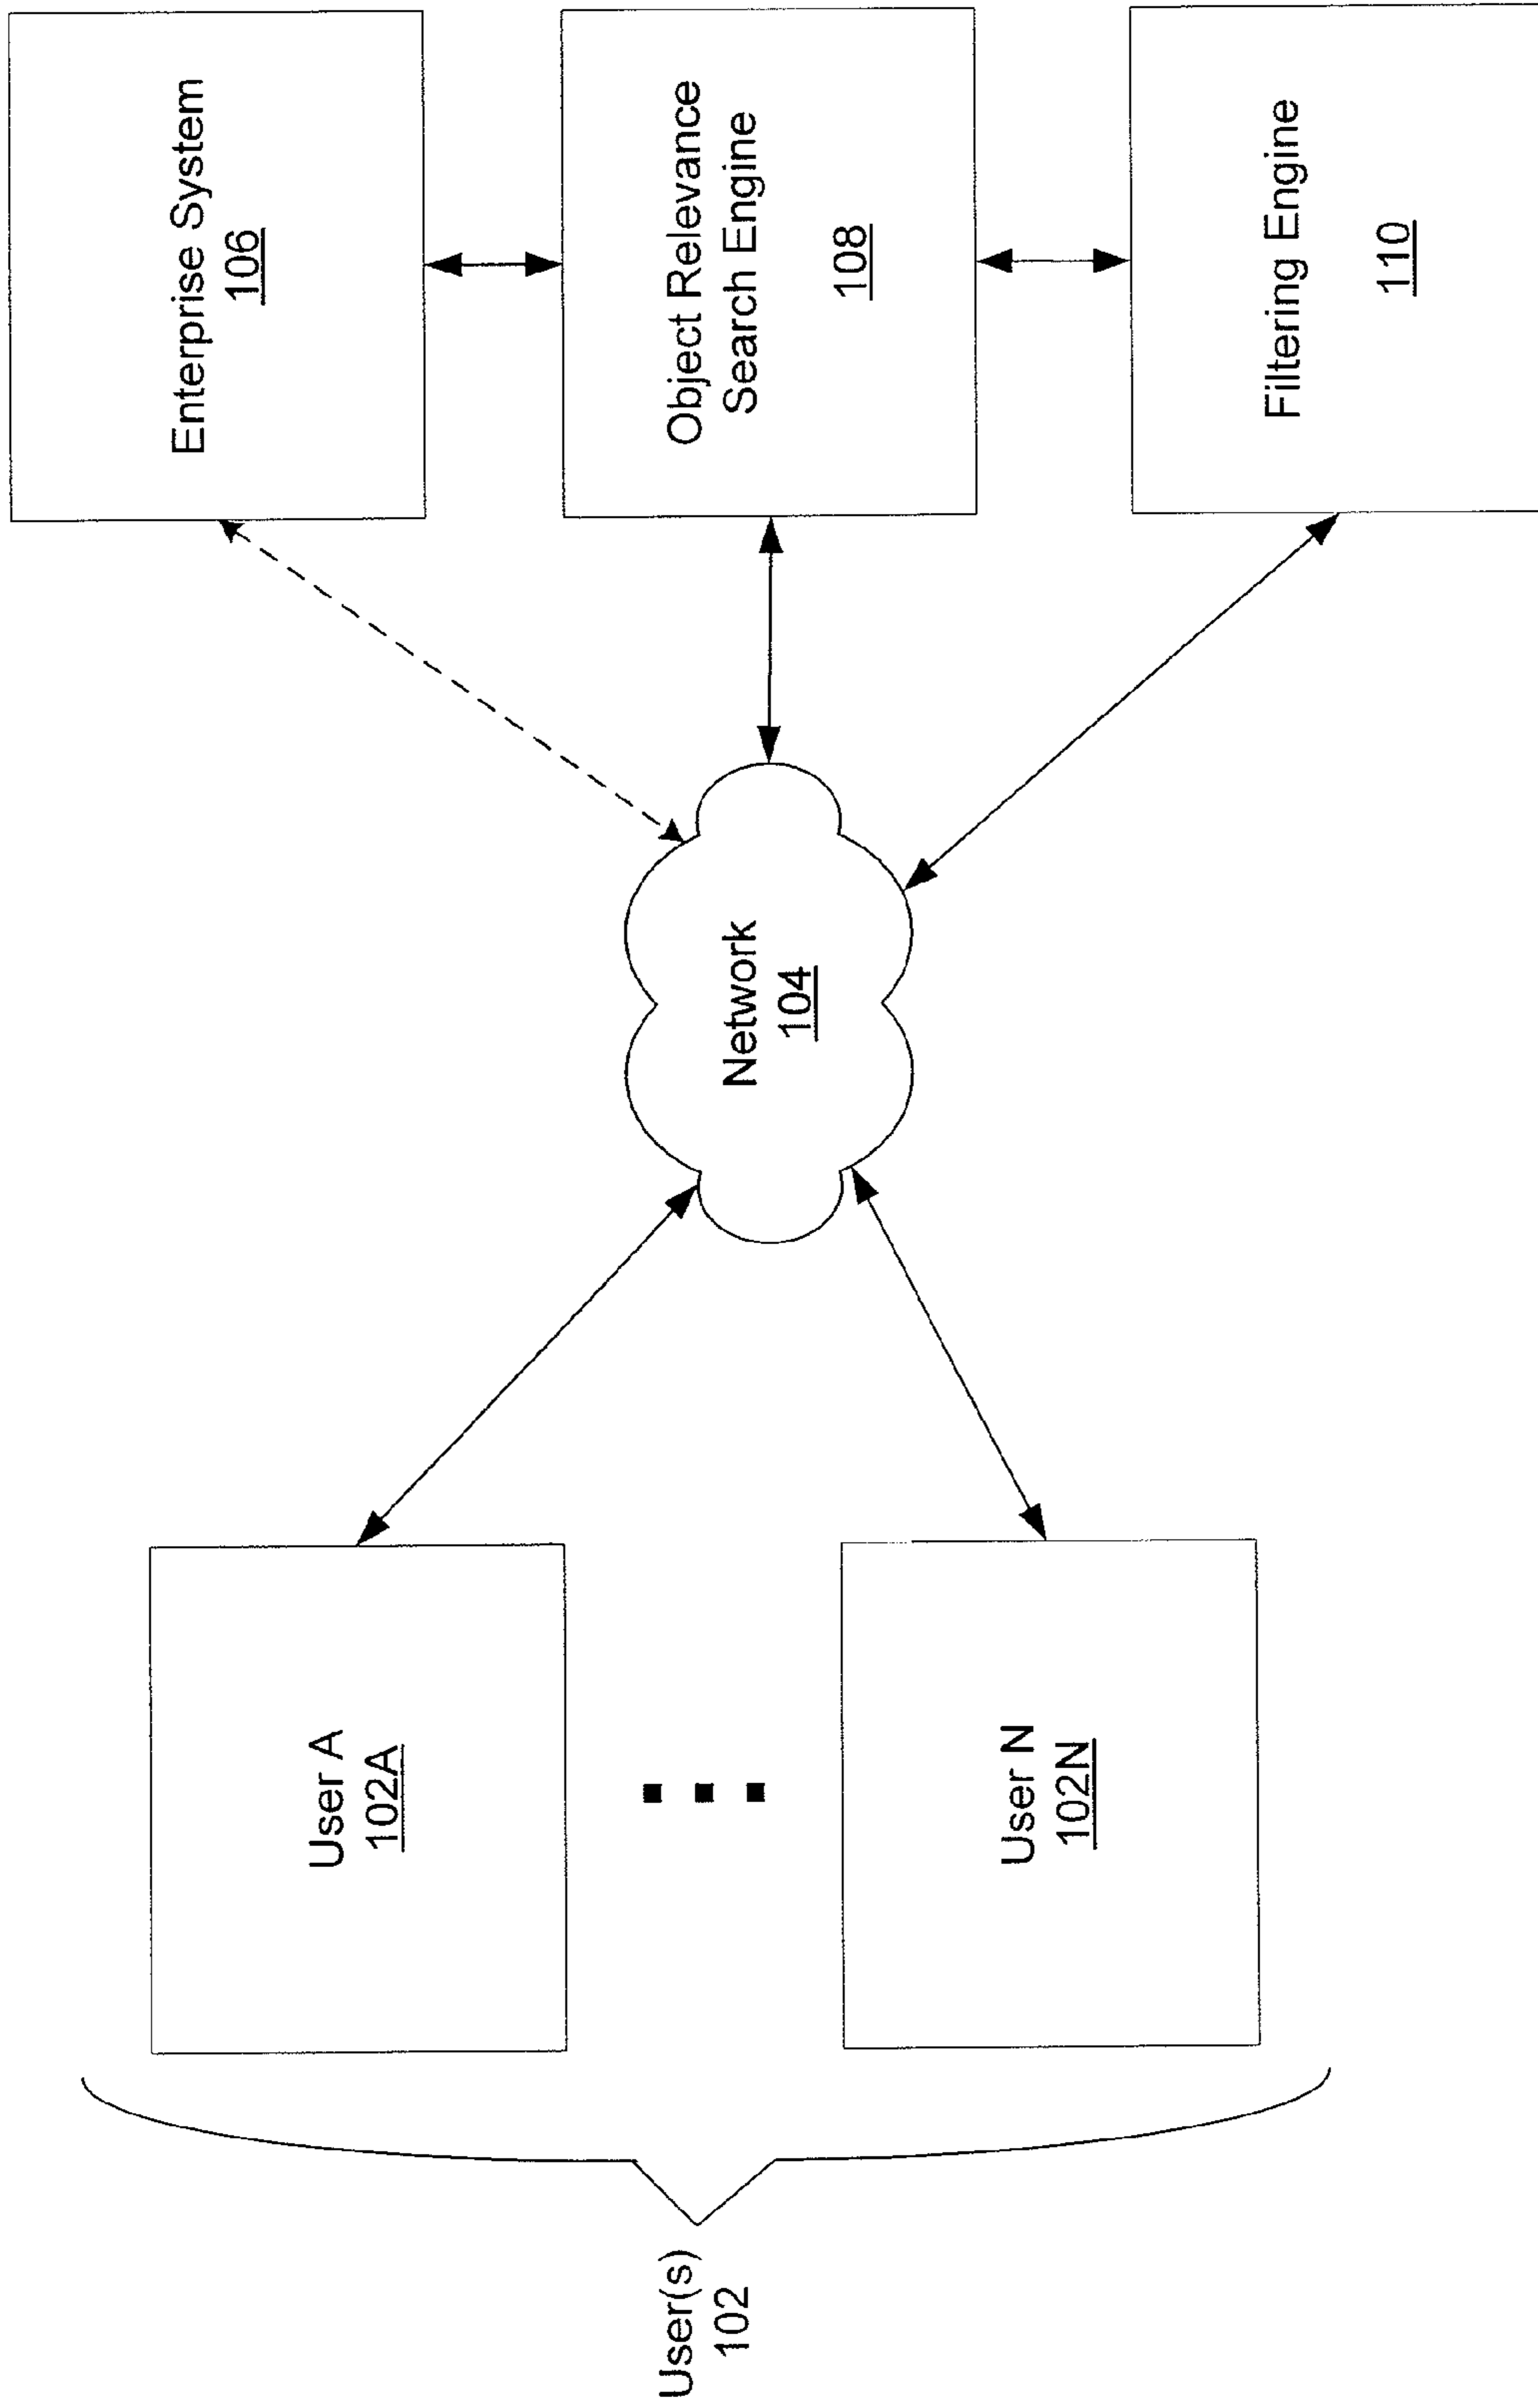 User(s)
102
User A
102A
User N
102N
Network
104
Enterprise System
106
Object Relevance
Search Engine
108
Filtering Engine
110